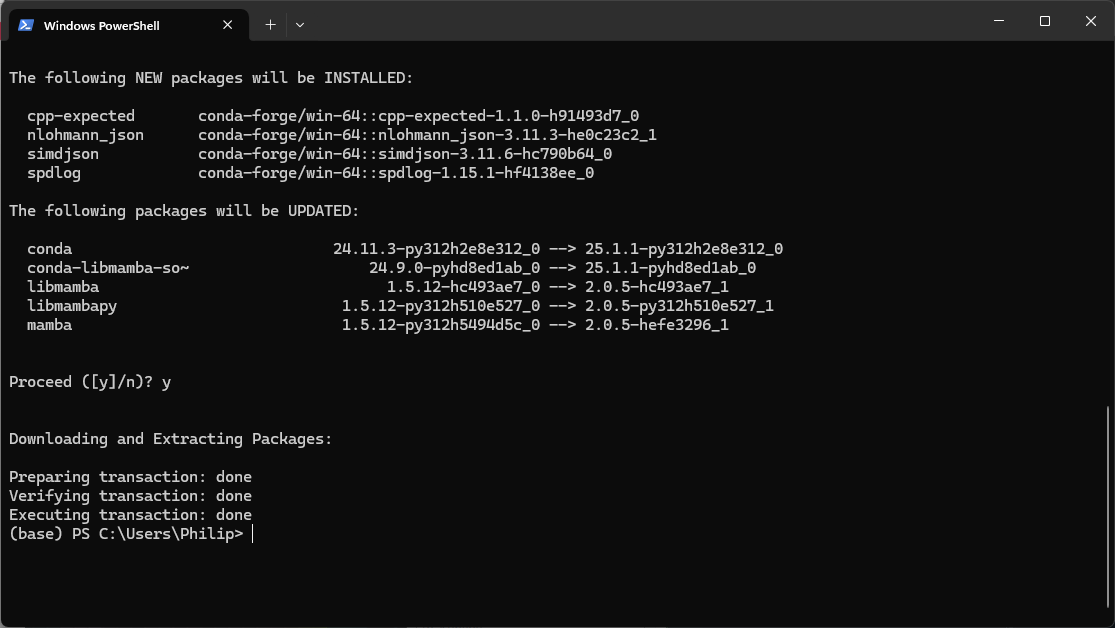 Windows PowerShell
The following NEW packages will be INSTALLED:
cpp-expected conda-forge/win-64::cpp-expected-1.1.0-h91493d7_0
nlohmann_json conda-forge/win-64::nlohmann_json-3.11.3-he0c23c2_1
simdjson conda-forge/win-64::simdjson-3.11.6-hc790b64_0
spdlog conda-forge/win-64::spdlog-1.15.1-hf4138ee_0
The following packages will be UPDATED:
conda 24.11.3-py312h2e8e312_0 --> 25.1.1-py312h2e8e312_0
conda-libmamba-so~ 24.9.0-pyhd8ed1ab_0 --> 25.1.1-pyhd8ed1ab_0
libmamba 1.5.12-hc493ae7_0 --> 2.0.5-hc493ae7_1
libmambapy 1.5.12-py312h510e527_0 --> 2.0.5-py312h510e527_1
mamba 1.5.12-py312h5494d5c_0 --> 2.0.5-hefe3296_1
Proceed ([y]/n)? y
Downloading and Extracting Packages:
Preparing transaction: done
Verifying transaction: done
Executing transaction: done
(base) PS C:\Users\Philip>